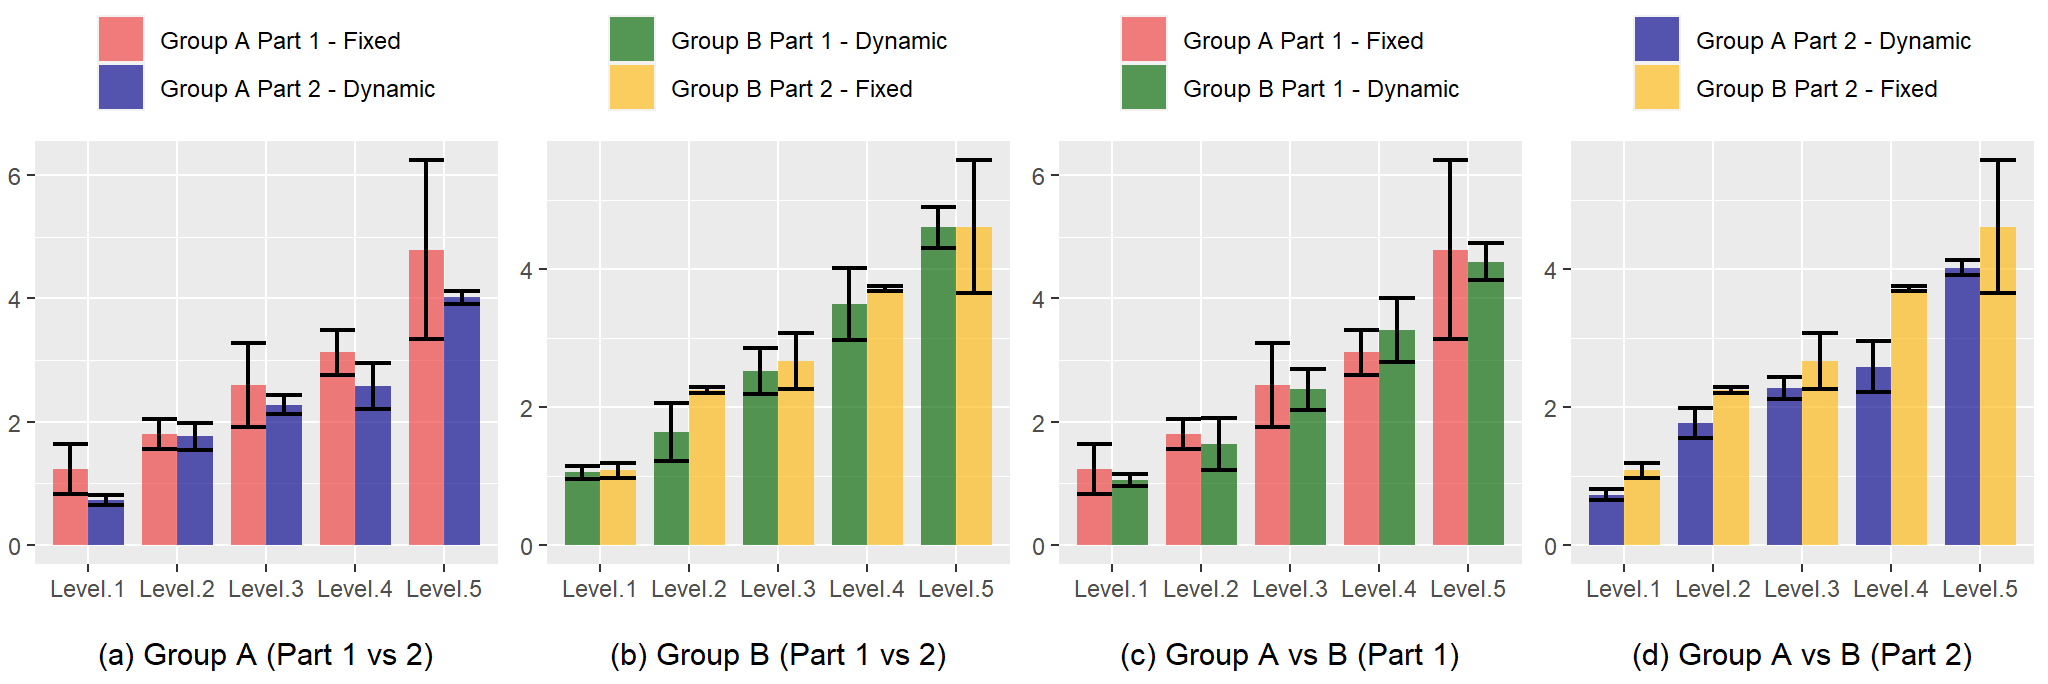 Group A Part 1 - Fixed
Group A Part 2 - Dynamic
6
4
2
0
Level.1 Level.2 Level.3 Level.4 Level.5
(a) Group A (Part 1 vs 2)
Group B Part 1 - Dynamic
Group B Part 2 - Fixed
4
2
0
Level.1 Level.2 Level.3 Level.4 Level.5
(b) Group B (Part 1 vs 2)
Group A Part 1 - Fixed
Group B Part 1 - Dynamic
6
4
2
0
Level.1 Level.2 Level.3 Level.4 Level.5
(c) Group A vs B (Part 1)
Group A Part 2 - Dynamic
Group B Part 2 - Fixed
4
2
0
Level.1 Level.2 Level.3 Level.4 Level.5
(d) Group A vs B (Part 2)